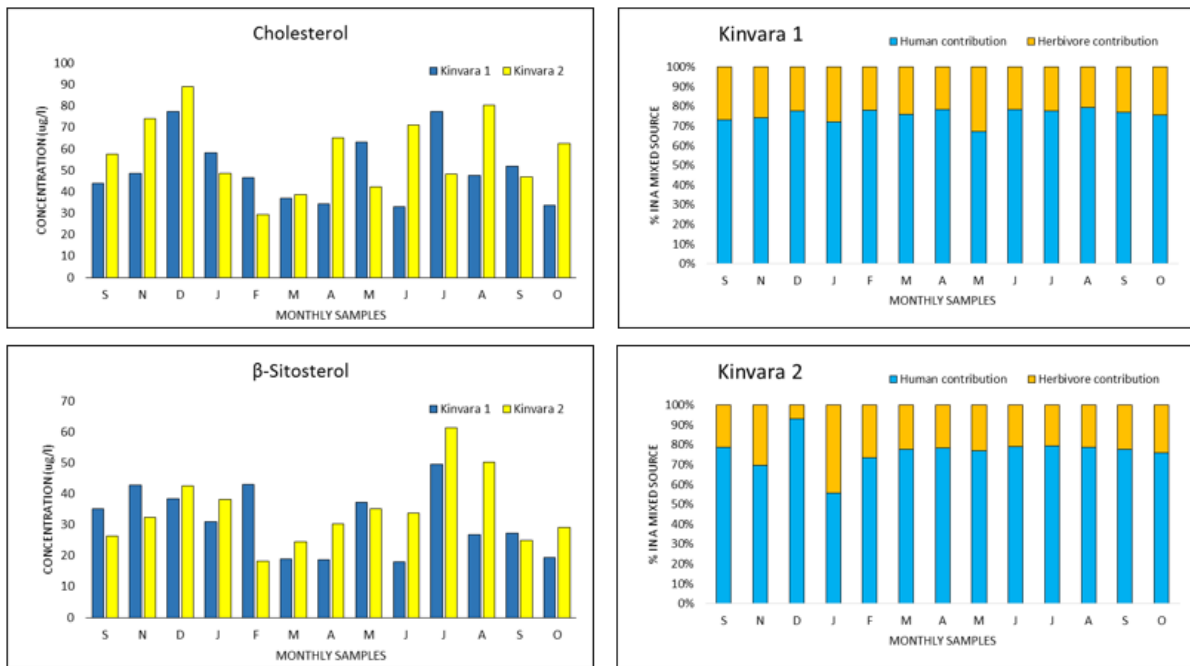 Cholesterol
Kinvara 1 Kinvara 2
CONCENTRATION (ug/l)
100
90
80
70
60
50
40
30
20
10
0
S N D J F M A M J J A S O
MONTHLY SAMPLES
Kinvara 1
Human contribution Herbivore contribution
% IN A MIXED SOURCE
100%
90%
80%
70%
60%
50%
40%
30%
20%
10%
0%
S N D J F M A M J J A S O
MONTHLY SAMPLES
β-Sitosterol
Kinvara 1 Kinvara 2
CONCENTRATION (ug/l)
70
60
50
40
30
20
10
0
S N D J F M A M J J A S O
MONTHLY SAMPLES
Kinvara 2
Human contribution Herbivore contribution
% IN A MIXED SOURCE
100%
90%
80%
70%
60%
50%
40%
30%
20%
10%
0%
S N D J F M A M J J A S O
MONTHLY SAMPLES